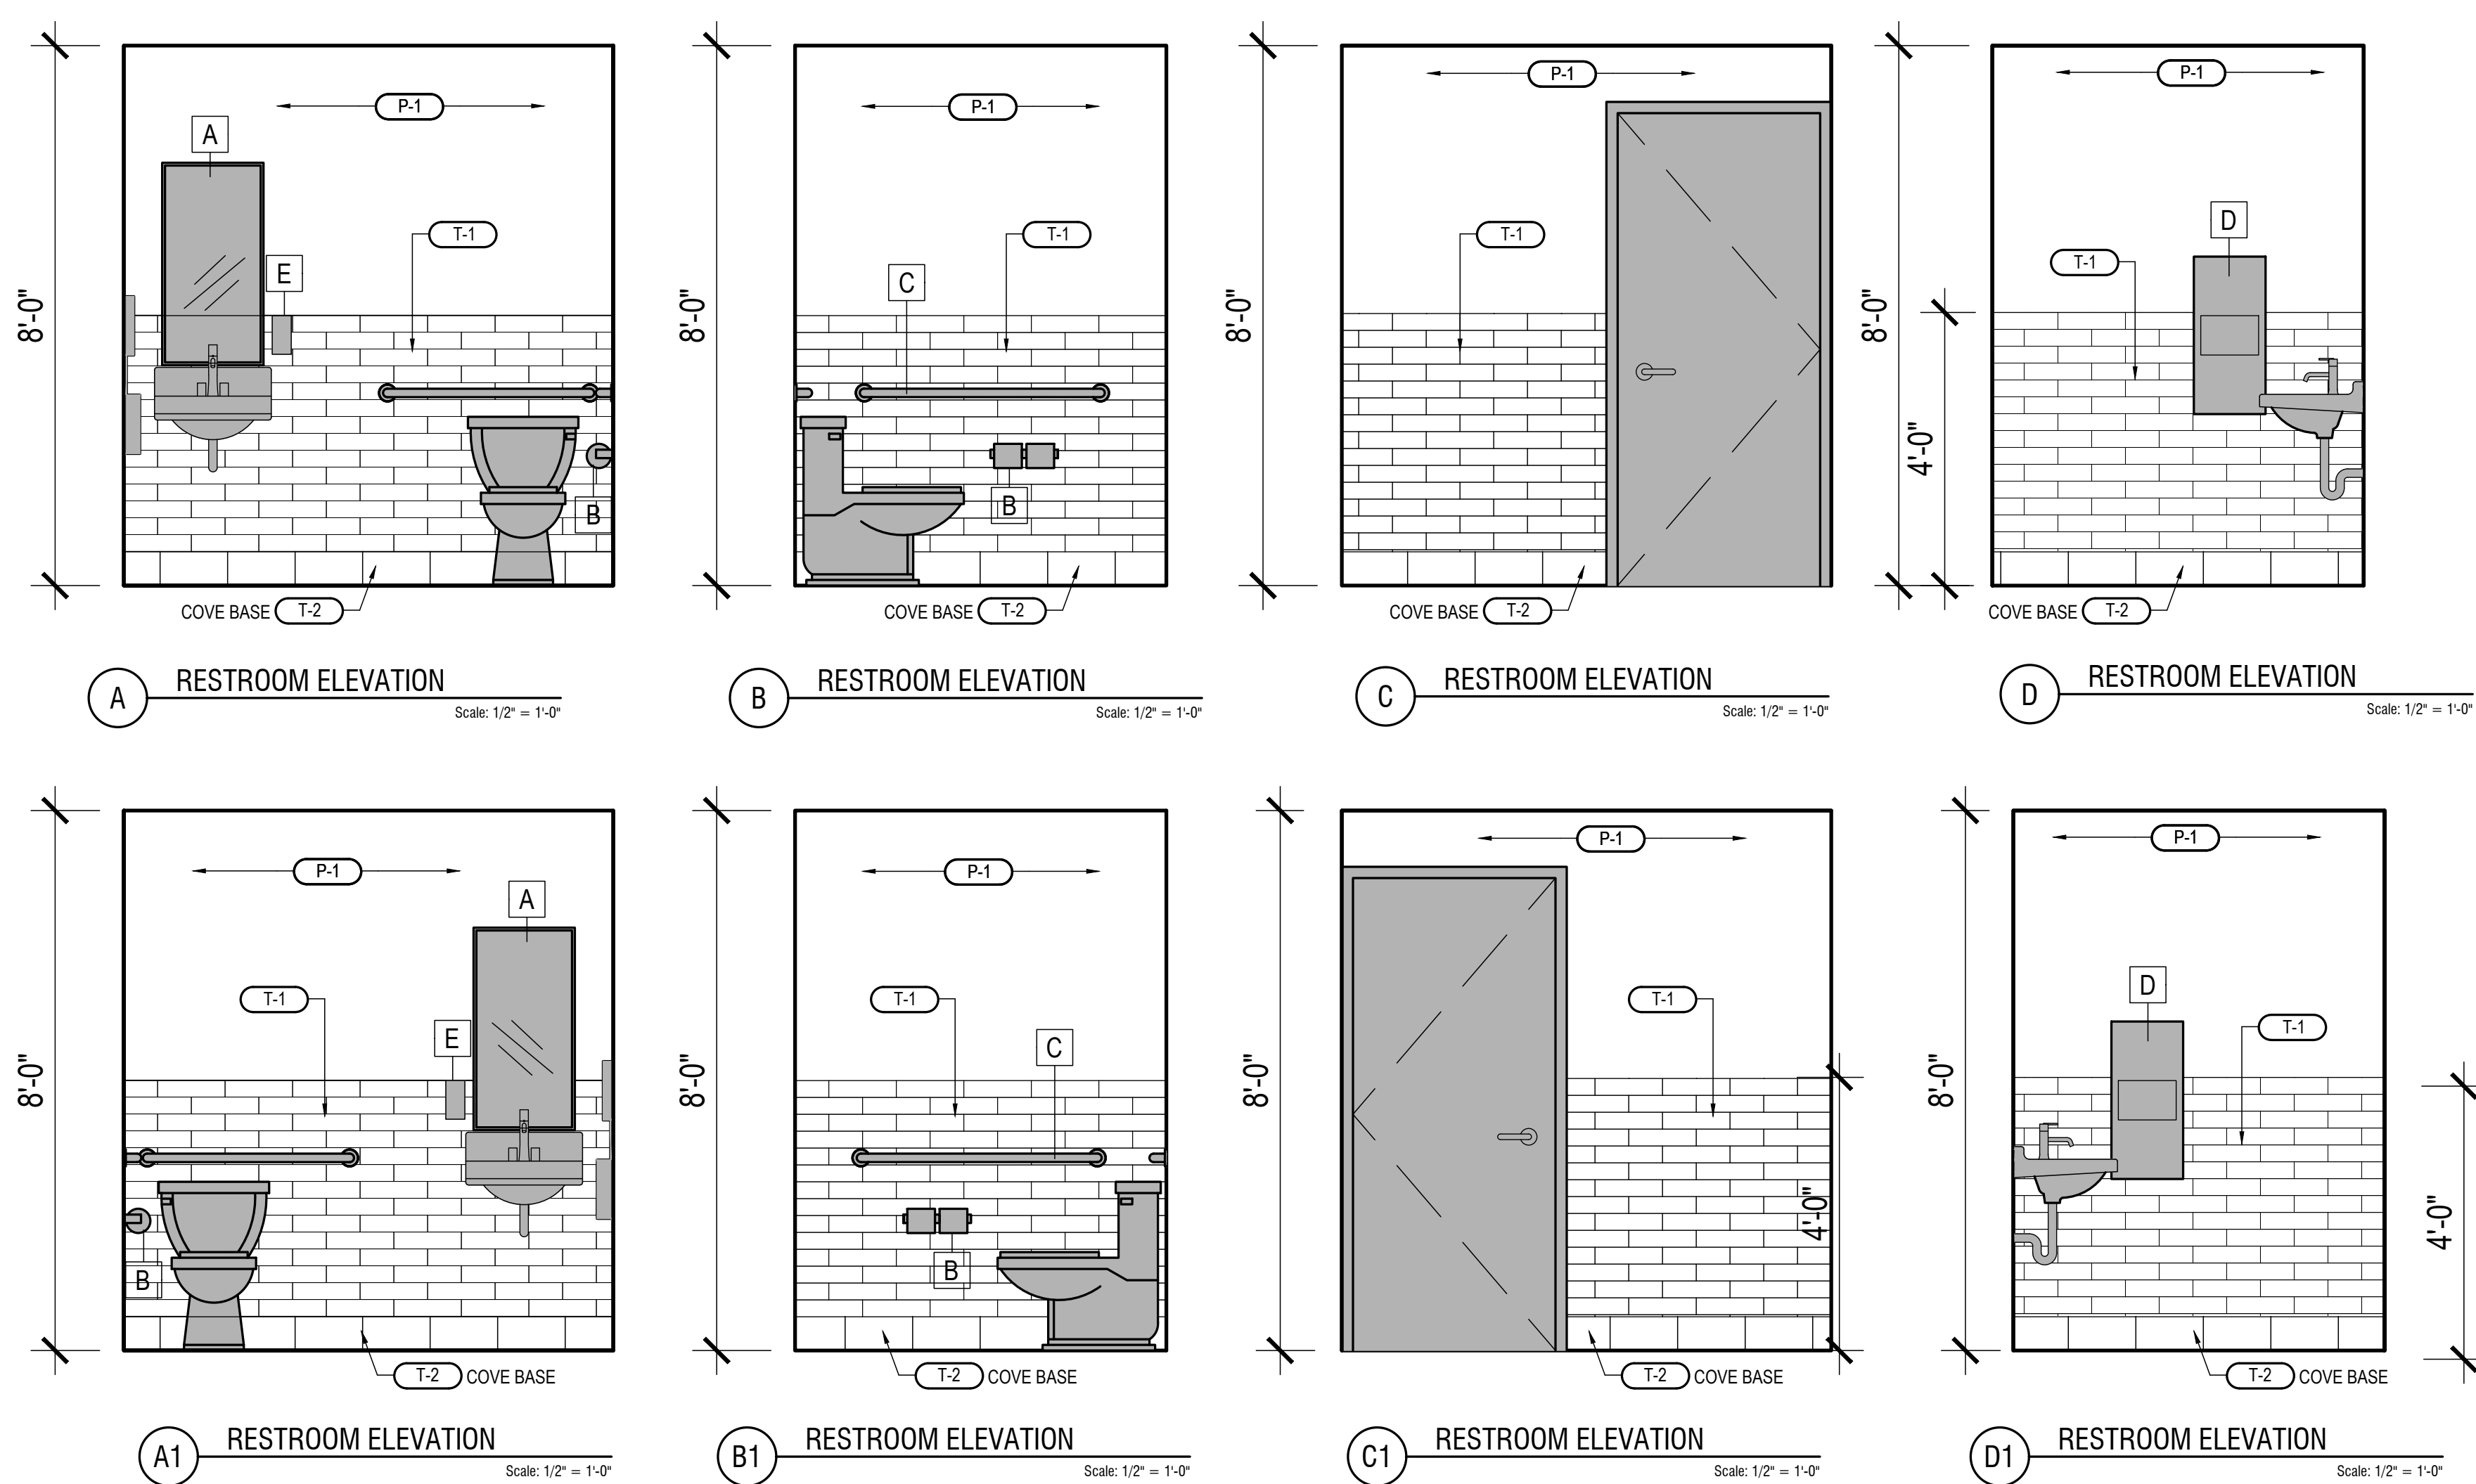 8'-0"
P-1
A
T-1
E
B
COVE BASE T-2
A RESTROOM ELEVATION
Scale: 1/2" = 1'-0"
8'-0"
P-1
T-1
C
B
COVE BASE T-2
B RESTROOM ELEVATION
Scale: 1/2" = 1'-0"
8'-0"
P-1
T-1
COVE BASE T-2
C RESTROOM ELEVATION
Scale: 1/2" = 1'-0"
8'-0"
4'-0"
P-1
D
T-1
COVE BASE T-2
D RESTROOM ELEVATION
Scale: 1/2" = 1'-0"
8'-0"
P-1
A
T-1
E
B
T-2 COVE BASE
A1 RESTROOM ELEVATION
Scale: 1/2" = 1'-0"
8'-0"
P-1
T-1
C
B
T-2 COVE BASE
B1 RESTROOM ELEVATION
Scale: 1/2" = 1'-0"
8'-0"
P-1
T-1
4'-0"
T-2 COVE BASE
C1 RESTROOM ELEVATION
Scale: 1/2" = 1'-0"
8'-0"
P-1
D
T-1
4'-0"
T-2 COVE BASE
D1 RESTROOM ELEVATION
Scale: 1/2" = 1'-0"